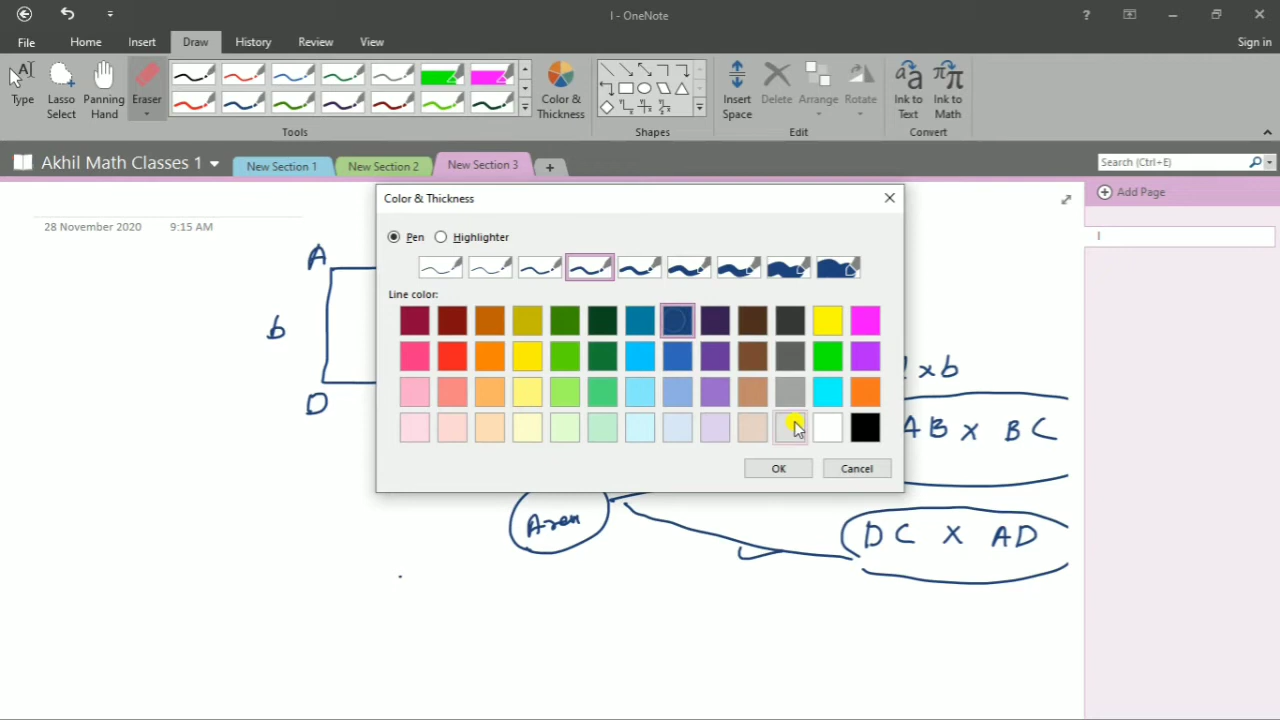 I - OneNote
?
File
Home
Insert
Draw
History
Review
View
Sign in
Type
Lasso Select
Panning Hand
Eraser
Color & Thickness
Insert Space
Delete
Arrange
Rotate
Ink to Text
Ink to Math
Tools
Shapes
Edit
Convert
Akhil Math Classes 1
New Section 1
New Section 2
New Section 3
Search (Ctrl+E)
Color & Thickness
Add Page
28 November 2020
9:15 AM
I
Pen
Highlighter
A
Line color:
b
x b
D
AB X BC
OK
Cancel
Area
DC X AD